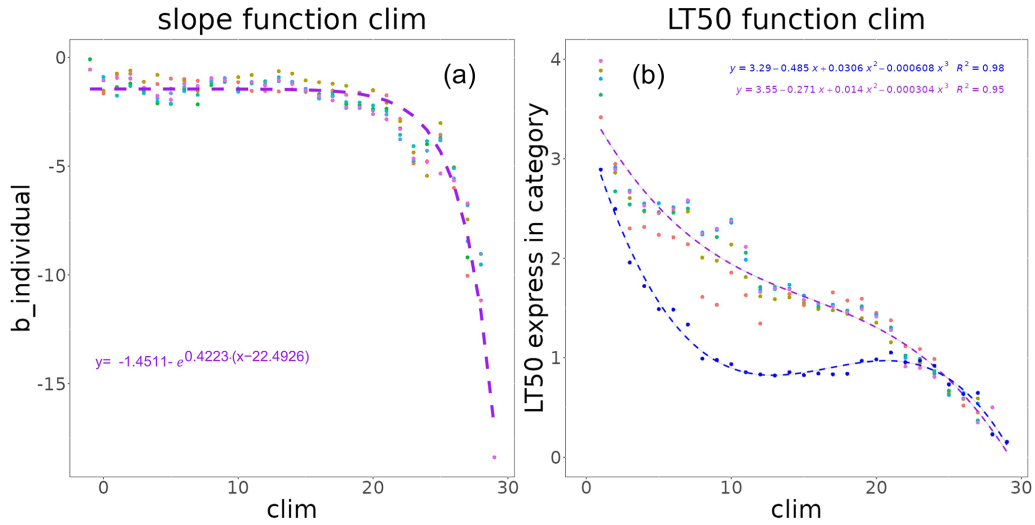 slope function clim
LT50 function clim
(a)
(b)
y = 3.29 − 0.485 x + 0.0306 x² − 0.000608 x³ R² = 0.98
y = 3.55 − 0.271 x + 0.014 x² − 0.000304 x³ R² = 0.95
b_individual
0
-5
-10
-15
y= -1.4511- e^0.4223·(x−22.4926)
0
10
20
30
clim
LT50 express in category
4
3
2
1
0
0
10
20
30
clim